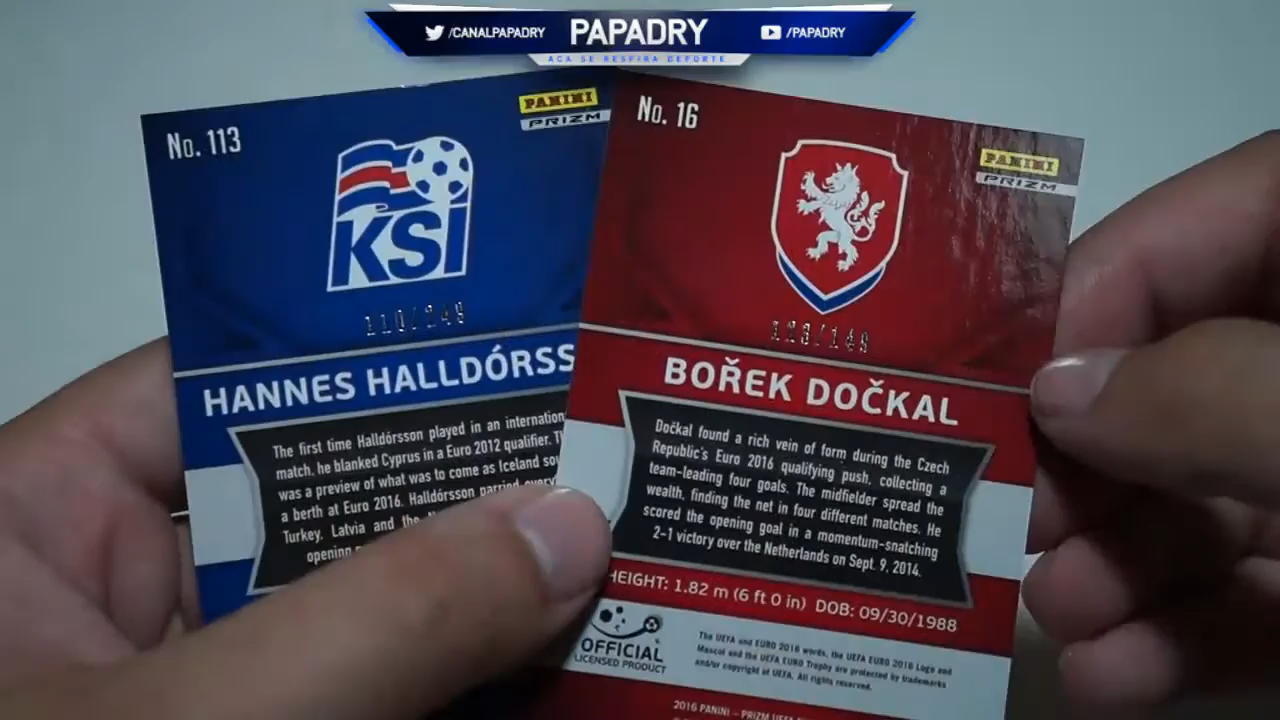 /CANALPAPADRY
PAPADRY
/PAPADRY
ACA SE RESPIRA DEPORTE
No. 113
PANINI
PRIZM
KSI
110/249
HANNES HALLDÓRSS
The first time Halldórsson played in an
match, he blanked Cyprus in a Euro 2012 qualifier.
was a preview of what was to come as Iceland
a berth at Euro 2016. Halldórsson parried every
Turkey, Latvia and the
opening
No. 16
PANINI
PRIZM
BOŘEK DOČKAL
Dočkal found a rich vein of form during the Czech
Republic's Euro 2016 qualifying push, collecting a
team-leading four goals. The midfielder spread the
wealth, finding the net in four different matches. He
scored the opening goal in a momentum-snatching
2-1 victory over the Netherlands on Sept. 9, 2014.
HEIGHT: 1.82 m (6 ft 0 in) DOB: 09/30/1988
OFFICIAL
LICENSED PRODUCT
The UEFA and EURO 2016 words, the UEFA EURO 2016 Logo and
Mascot and the UEFA EURO Trophy are protected by trademarks
and/or copyright of UEFA. All rights reserved.
2016 PANINI – PRIZM UEFA